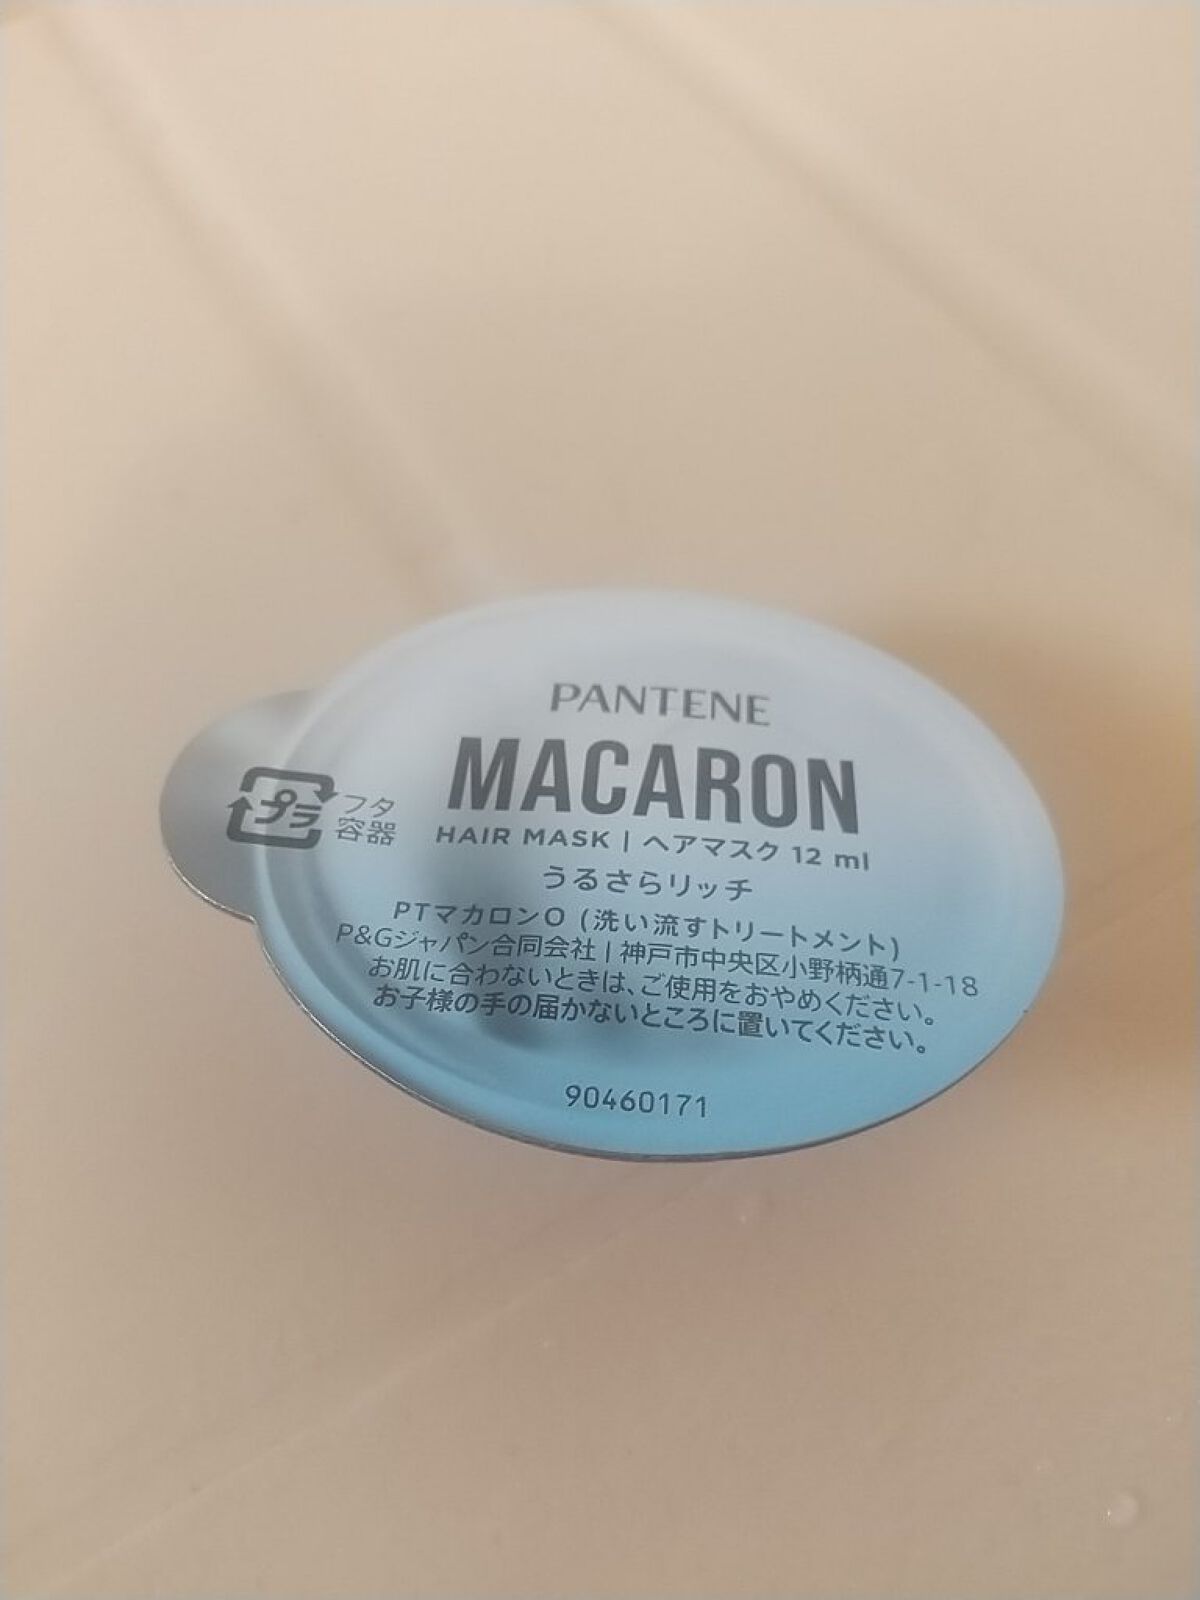 PANTENE
MACARON
HAIR MASK | ヘアマスク 12 ml
うるさらリッチ
PTマカロンO (洗い流すトリートメント)
P&Gジャパン合同会社 | 神戸市中央区小野柄通7-1-18
お肌に合わないときは、ご使用をおやめください。
お子様の手の届かないところに置いてください。
90460171
プラ
フタ
容器